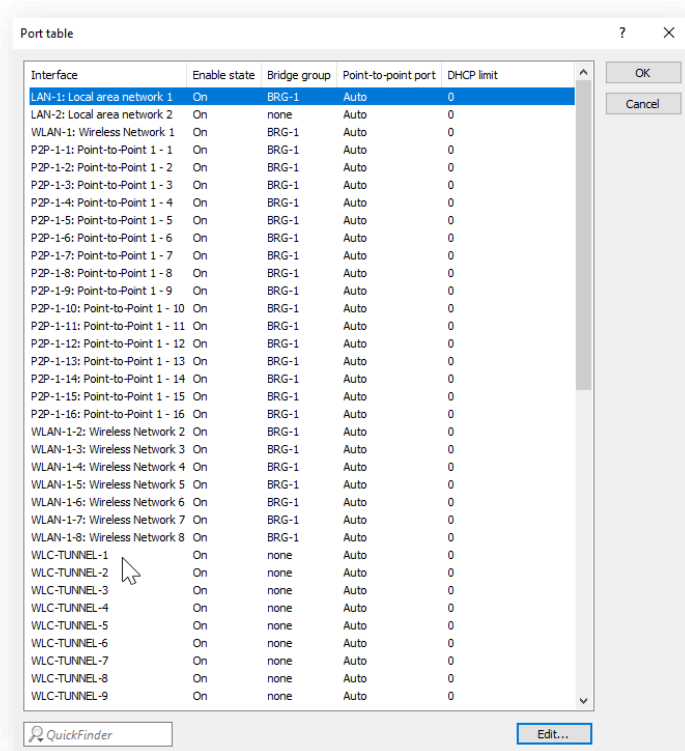 Port table ? ×
Interface Enable state Bridge group Point-to-point port DHCP limit OK
LAN-1: Local area network 1 On BRG-1 Auto 0 Cancel
LAN-2: Local area network 2 On none Auto 0
WLAN-1: Wireless Network 1 On BRG-1 Auto 0
P2P-1-1: Point-to-Point 1 - 1 On BRG-1 Auto 0
P2P-1-2: Point-to-Point 1 - 2 On BRG-1 Auto 0
P2P-1-3: Point-to-Point 1 - 3 On BRG-1 Auto 0
P2P-1-4: Point-to-Point 1 - 4 On BRG-1 Auto 0
P2P-1-5: Point-to-Point 1 - 5 On BRG-1 Auto 0
P2P-1-6: Point-to-Point 1 - 6 On BRG-1 Auto 0
P2P-1-7: Point-to-Point 1 - 7 On BRG-1 Auto 0
P2P-1-8: Point-to-Point 1 - 8 On BRG-1 Auto 0
P2P-1-9: Point-to-Point 1 - 9 On BRG-1 Auto 0
P2P-1-10: Point-to-Point 1 - 10 On BRG-1 Auto 0
P2P-1-11: Point-to-Point 1 - 11 On BRG-1 Auto 0
P2P-1-12: Point-to-Point 1 - 12 On BRG-1 Auto 0
P2P-1-13: Point-to-Point 1 - 13 On BRG-1 Auto 0
P2P-1-14: Point-to-Point 1 - 14 On BRG-1 Auto 0
P2P-1-15: Point-to-Point 1 - 15 On BRG-1 Auto 0
P2P-1-16: Point-to-Point 1 - 16 On BRG-1 Auto 0
WLAN-1-2: Wireless Network 2 On BRG-1 Auto 0
WLAN-1-3: Wireless Network 3 On BRG-1 Auto 0
WLAN-1-4: Wireless Network 4 On BRG-1 Auto 0
WLAN-1-5: Wireless Network 5 On BRG-1 Auto 0
WLAN-1-6: Wireless Network 6 On BRG-1 Auto 0
WLAN-1-7: Wireless Network 7 On BRG-1 Auto 0
WLAN-1-8: Wireless Network 8 On BRG-1 Auto 0
WLC-TUNNEL-1 On none Auto 0
WLC-TUNNEL-2 On none Auto 0
WLC-TUNNEL-3 On none Auto 0
WLC-TUNNEL-4 On none Auto 0
WLC-TUNNEL-5 On none Auto 0
WLC-TUNNEL-6 On none Auto 0
WLC-TUNNEL-7 On none Auto 0
WLC-TUNNEL-8 On none Auto 0
WLC-TUNNEL-9 On none Auto 0
QuickFinder Edit...